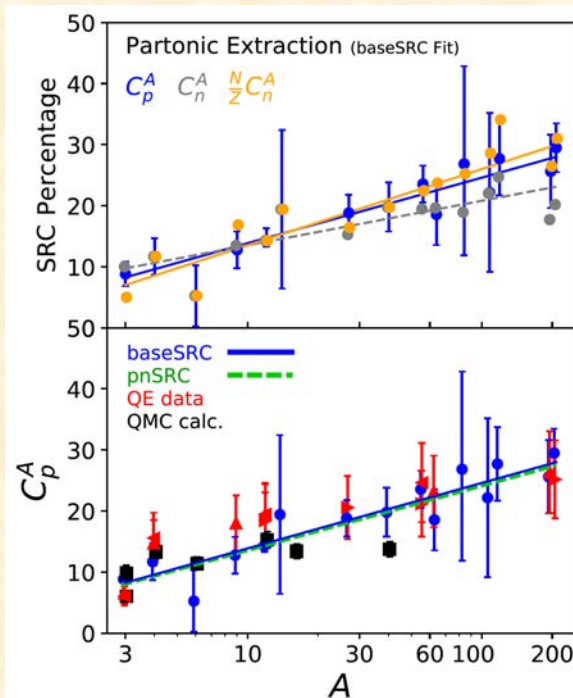 50
Partonic Extraction (baseSRC Fit)
C_p^A C_n^A N/Z C_n^A
40
30
20
10
SRC Percentage
50
baseSRC
pnSRC
QE data
QMC calc.
40
30
20
10
0
C_p^A
3 10 30 60 100 200
A